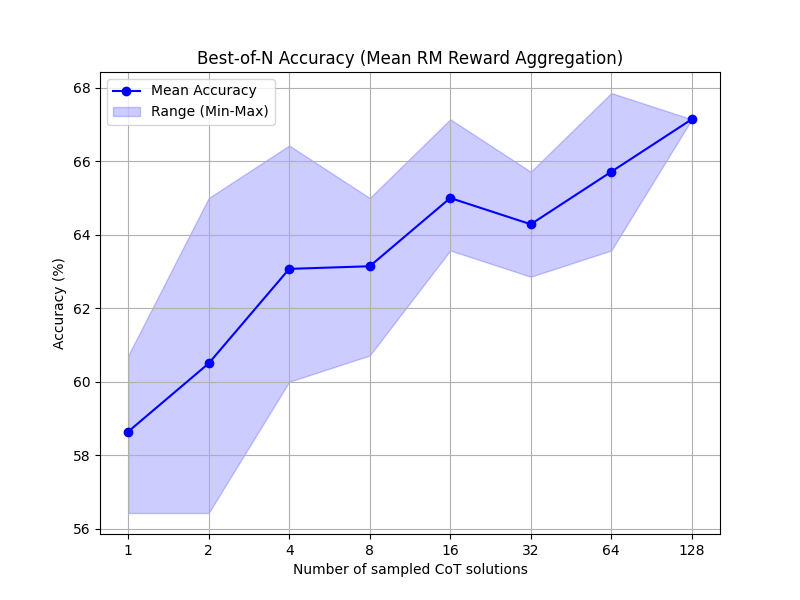 Best-of-N Accuracy (Mean RM Reward Aggregation)
Mean Accuracy
Range (Min-Max)
68
66
64
62
60
58
56
Accuracy (%)
1 2 4 8 16 32 64 128
Number of sampled CoT solutions